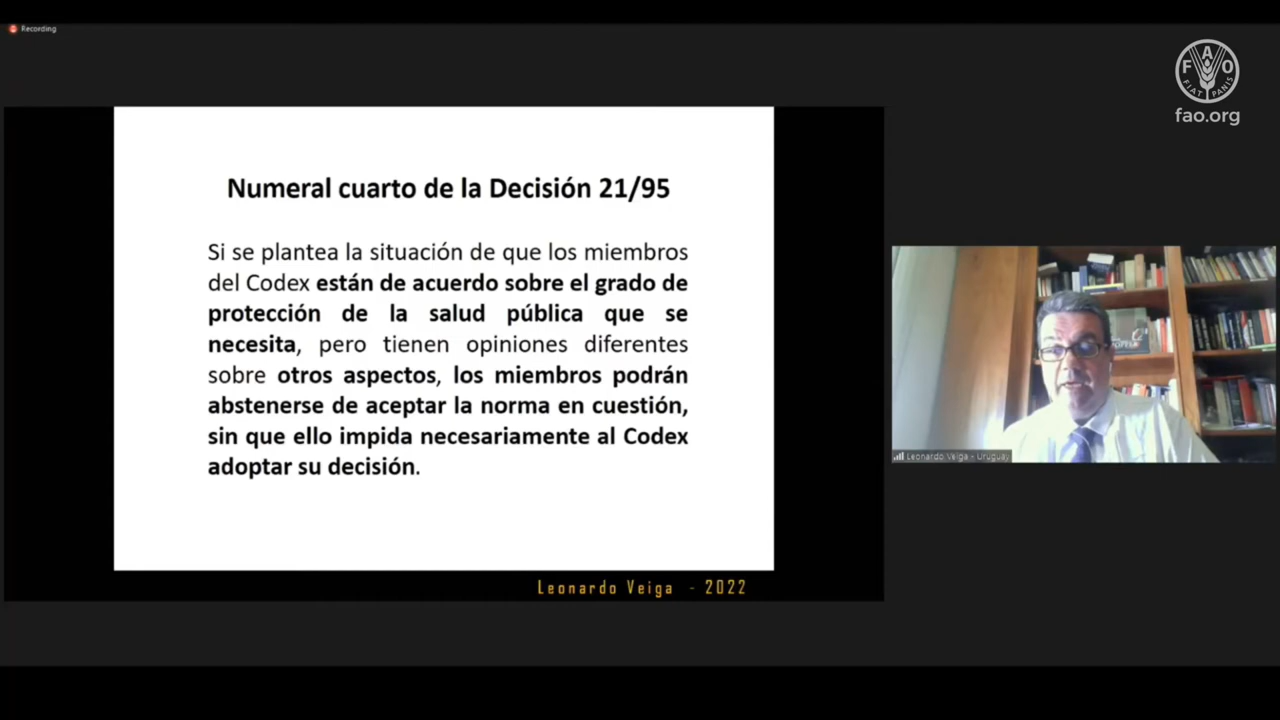 Recording
FAO
FIAT PANIS
fao.org
Numeral cuarto de la Decisión 21/95
Si se plantea la situación de que los miembros
del Codex están de acuerdo sobre el grado de
protección de la salud pública que se
necesita, pero tienen opiniones diferentes
sobre otros aspectos, los miembros podrán
abstenerse de aceptar la norma en cuestión,
sin que ello impida necesariamente al Codex
adoptar su decisión.
Leonardo Veiga - Uruguay
Leonardo Veiga - 2022